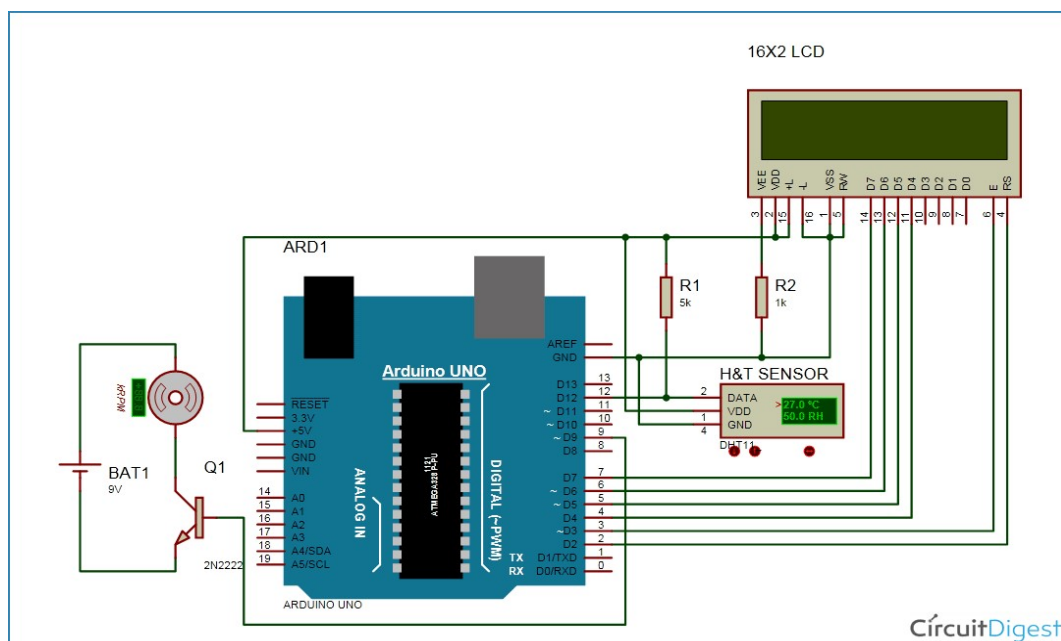 16X2 LCD
VEE
VDD
+L
-L
VSS
RW
D7
D6
D5
D4
D3
D2
D1
D0
E
RS
3
2
15
16
1
5
14
13
12
11
10
9
8
7
6
4
ARD1
R1
5k
R2
1k
AREF
GND
Arduino UNO
RESET
3.3V
+5V
GND
GND
VIN
D13 13
D12 12
~ D11 11
~ D10 10
~ D9 9
D8 8
H&T SENSOR
2 DATA
VDD
1 GND
4
>27.0 °C
50.0 RH
DHT11
kRPM
BAT1
9V
Q1
2N2222
14 A0
15 A1
16 A2
17 A3
18 A4/SDA
19 A5/SCL
ANALOG IN
1121
ATMEGA328P-PU
DIGITAL (~PWM)
D7 7
~ D6 6
~ D5 5
D4 4
~ D3 3
D2 2
TX D1/TXD 1
RX D0/RXD 0
ARDUINO UNO
CircuitDigest